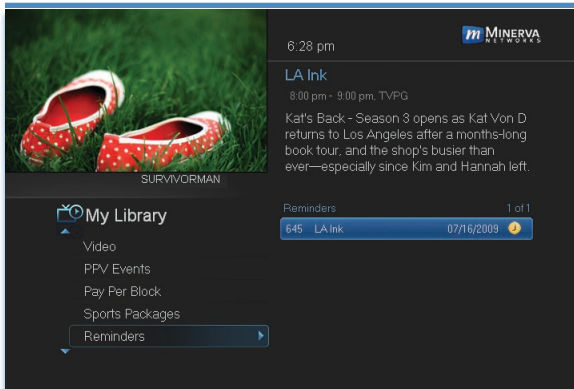 6:28 pm
m MINERVA
NETWORKS
LA Ink
8:00 pm - 9:00 pm, TVPG
Kat's Back - Season 3 opens as Kat Von D
returns to Los Angeles after a months-long
book tour, and the shop's busier than
ever—especially since Kim and Hannah left.
SURVIVORMAN
My Library
Video
PPV Events
Pay Per Block
Sports Packages
Reminders
Reminders 1 of 1
645 LA Ink 07/16/2009